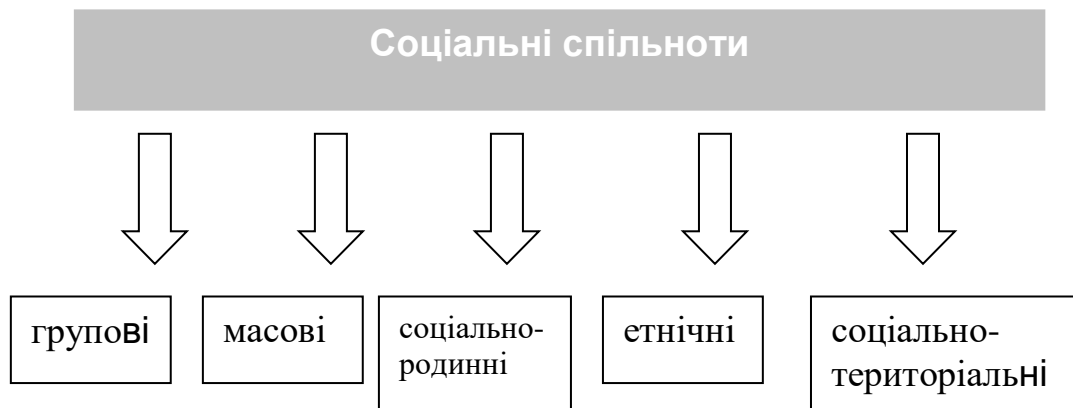 Соціальні спільноти
групові
масові
соціально-
родинні
етнічні
соціально-
територіальні